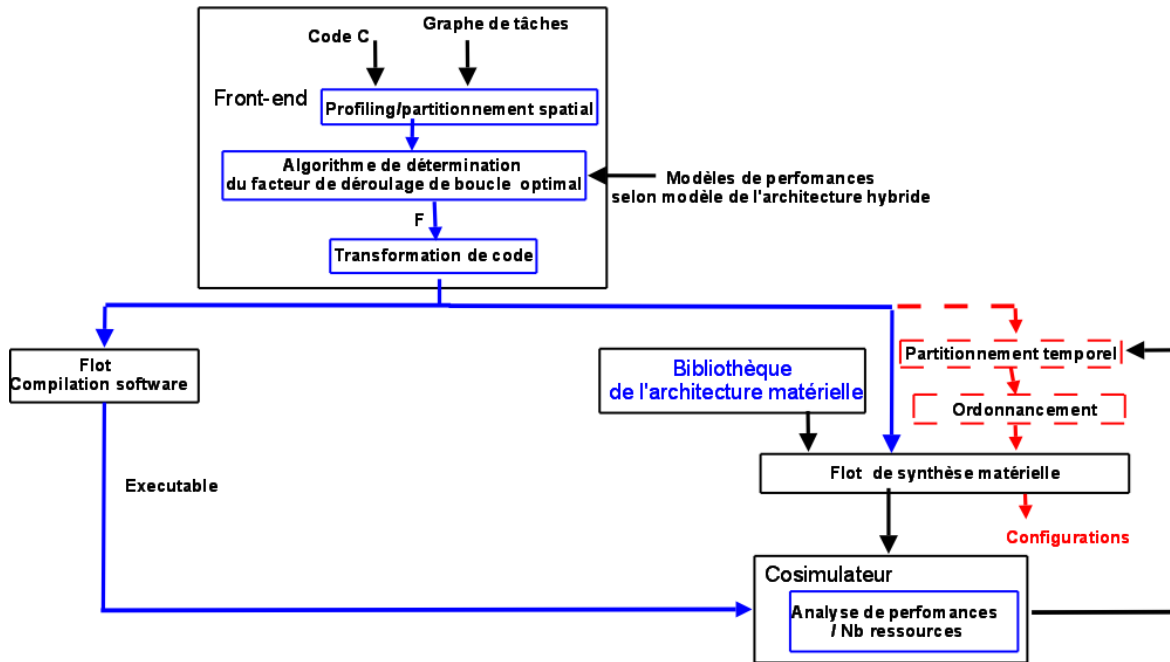 Code C
Graphe de tâches
Front-end
Profiling/partitionnement spatial
Algorithme de détermination
du facteur de déroulage de boucle optimal
Modèles de perfomances
selon modèle de l'architecture hybride
F
Transformation de code
Flot
Compilation software
Bibliothèque
de l'architecture matérielle
Partitionnement temporel
Ordonnancement
Flot de synthèse matérielle
Executable
Configurations
Cosimulateur
Analyse de perfomances
/ Nb ressources